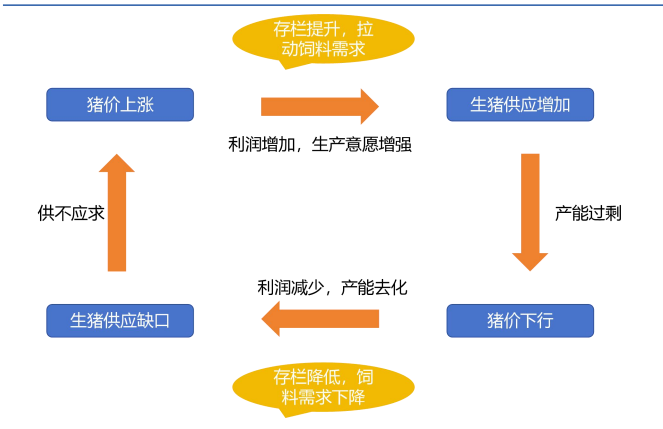 存栏提升，拉
动饲料需求
猪价上涨
生猪供应增加
利润增加，生产意愿增强
供不应求
产能过剩
利润减少，产能去化
生猪供应缺口
猪价下行
存栏降低，饲
料需求下降